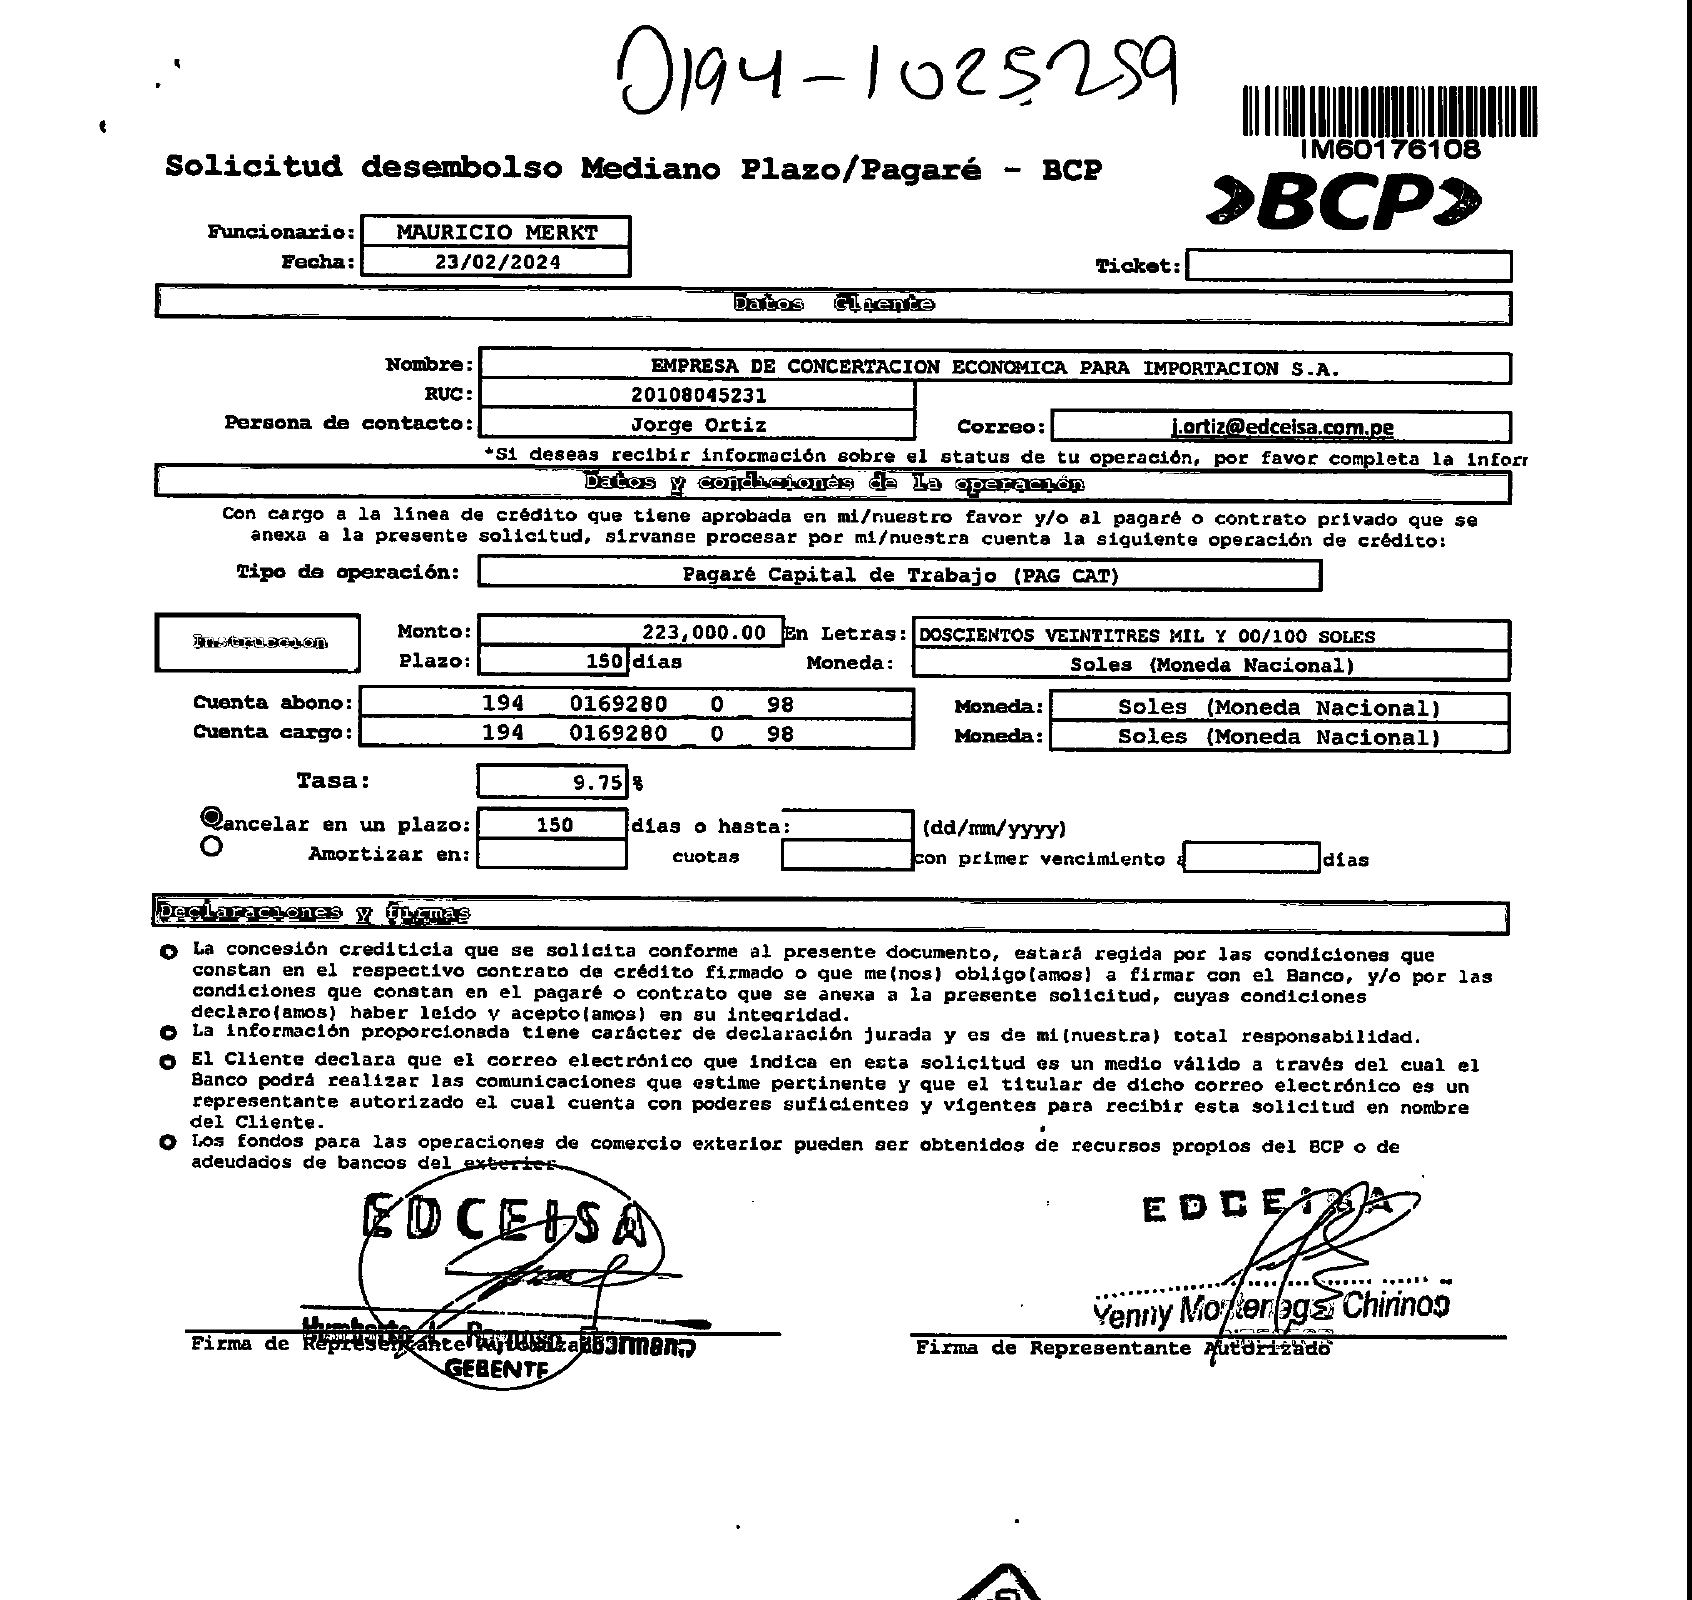 D194-1025259
IM60176108
Solicitud desembolso Mediano Plazo/Pagaré - BCP
BCP
Funcionario: MAURICIO MERKT
Fecha: 23/02/2024
Ticket:
Datos Cliente
Nombre: EMPRESA DE CONCERTACION ECONOMICA PARA IMPORTACION S.A.
RUC: 20108045231
Persona de contacto: Jorge Ortiz Correo: j.ortiz@edceisa.com.pe
*Si deseas recibir información sobre el status de tu operación, por favor completa la inforr
Datos y condiciones de la operación
Con cargo a la línea de crédito que tiene aprobada en mi/nuestro favor y/o al pagaré o contrato privado que se
anexa a la presente solicitud, sirvanse procesar por mi/nuestra cuenta la siguiente operación de crédito:
Tipo de operación: Pagaré Capital de Trabajo (PAG CAT)
Instrucción
Monto: 223,000.00 En Letras: DOSCIENTOS VEINTITRES MIL Y 00/100 SOLES
Plazo: 150 días Moneda: Soles (Moneda Nacional)
Cuenta abono: 194 0169280 0 98 Moneda: Soles (Moneda Nacional)
Cuenta cargo: 194 0169280 0 98 Moneda: Soles (Moneda Nacional)
Tasa: 9.75 %
ancelar en un plazo: 150 días o hasta: (dd/mm/yyyy)
Amortizar en: cuotas con primer vencimiento a días
Declaraciones y firmas
La concesión crediticia que se solicita conforme al presente documento, estará regida por las condiciones que
constan en el respectivo contrato de crédito firmado o que me(nos) obligo(amos) a firmar con el Banco, y/o por las
condiciones que constan en el pagaré o contrato que se anexa a la presente solicitud, cuyas condiciones
declaro(amos) haber leído y acepto(amos) en su integridad.
La información proporcionada tiene carácter de declaración jurada y es de mi(nuestra) total responsabilidad.
El Cliente declara que el correo electrónico que indica en esta solicitud es un medio válido a través del cual el
Banco podrá realizar las comunicaciones que estime pertinente y que el titular de dicho correo electrónico es un
representante autorizado el cual cuenta con poderes suficientes y vigentes para recibir esta solicitud en nombre
del Cliente.
Los fondos para las operaciones de comercio exterior pueden ser obtenidos de recursos propios del BCP o de
adeudados de bancos del exterior
EDCEISA
EDCEISA
Yenny Montenegro Chirinos
Firma de Representante Autorizado
GERENTE
Firma de Representante Autorizado